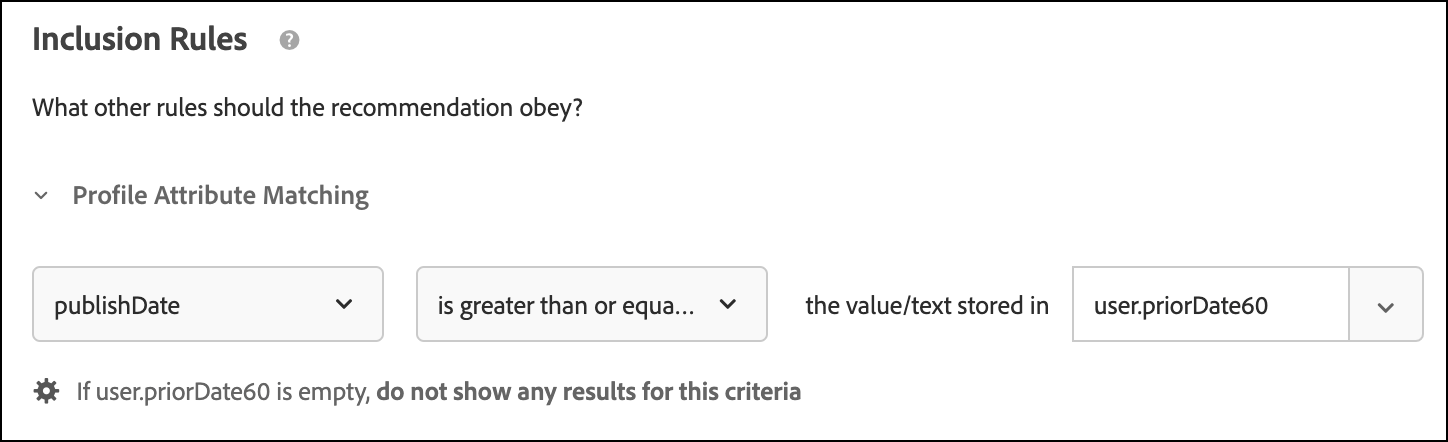 Inclusion Rules ?
What other rules should the recommendation obey?
Profile Attribute Matching
publishDate is greater than or equa... the value/text stored in user.priorDate60
If user.priorDate60 is empty, do not show any results for this criteria